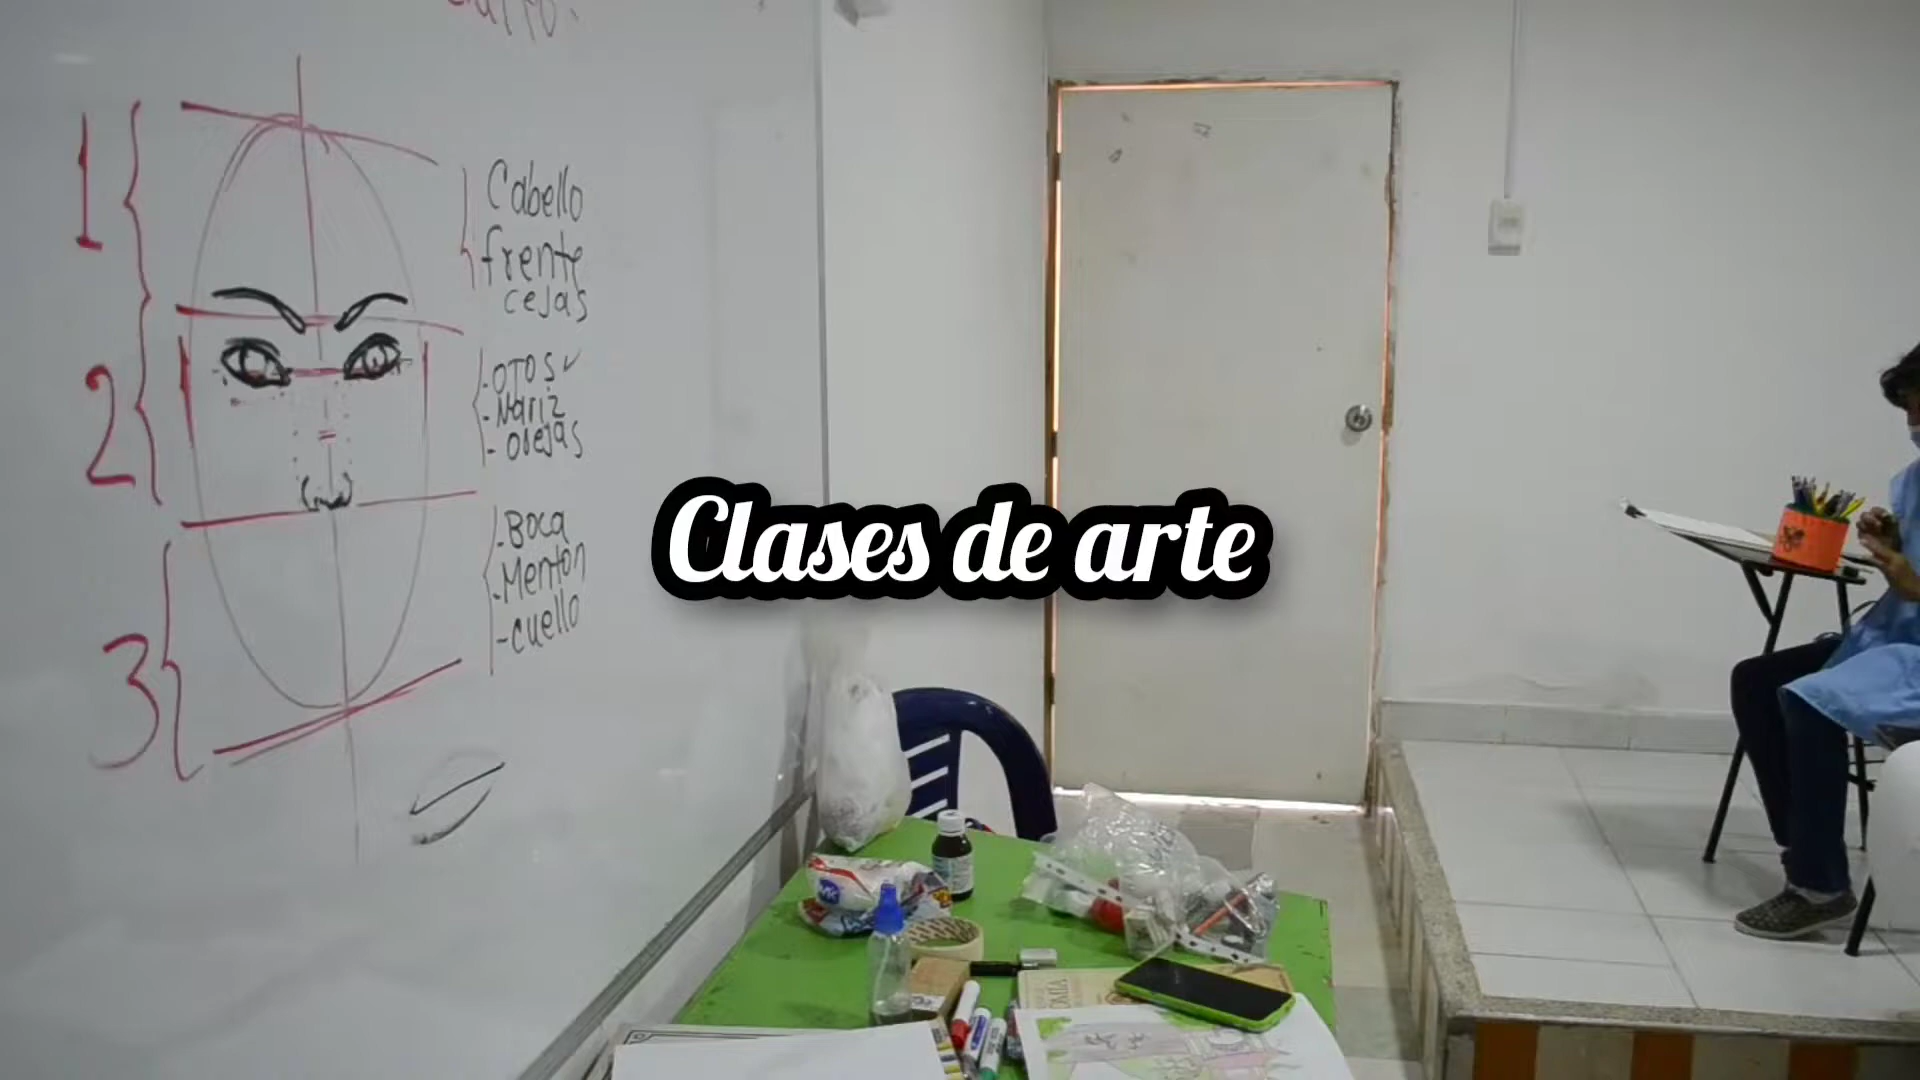 1
Cabello
frente
cejas
2
-OJOS ✓
-Nariz
-Orejas
3
-Boca
-Menton
-cuello
Clases de arte